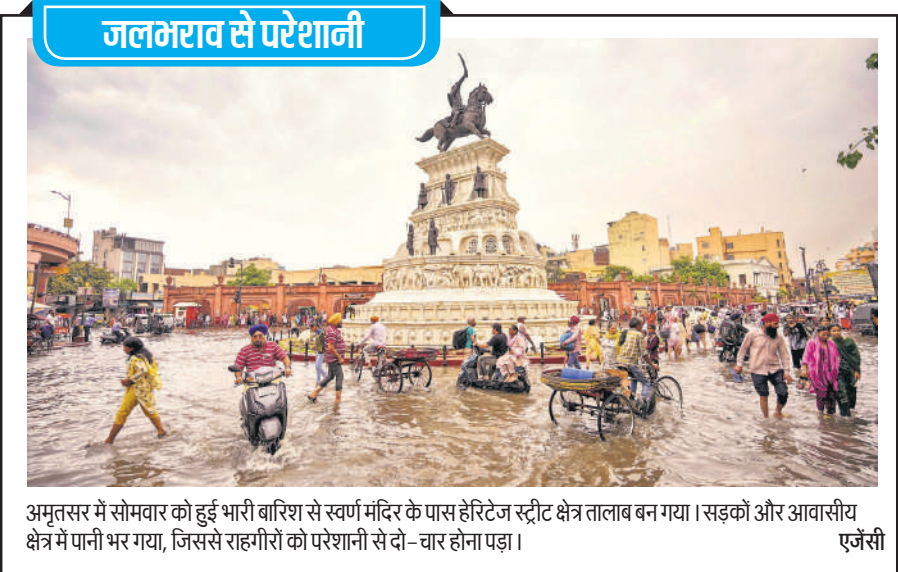 जलभराव से परेशानी
अमृतसर में सोमवार को हुई भारी बारिश से स्वर्ण मंदिर के पास हेरिटेज स्ट्रीट क्षेत्र तालाब बन गया । सड़कों और आवासीय
क्षेत्र में पानी भर गया, जिससे राहगीरों को परेशानी से दो-चार होना पड़ा ।
एजेंसी